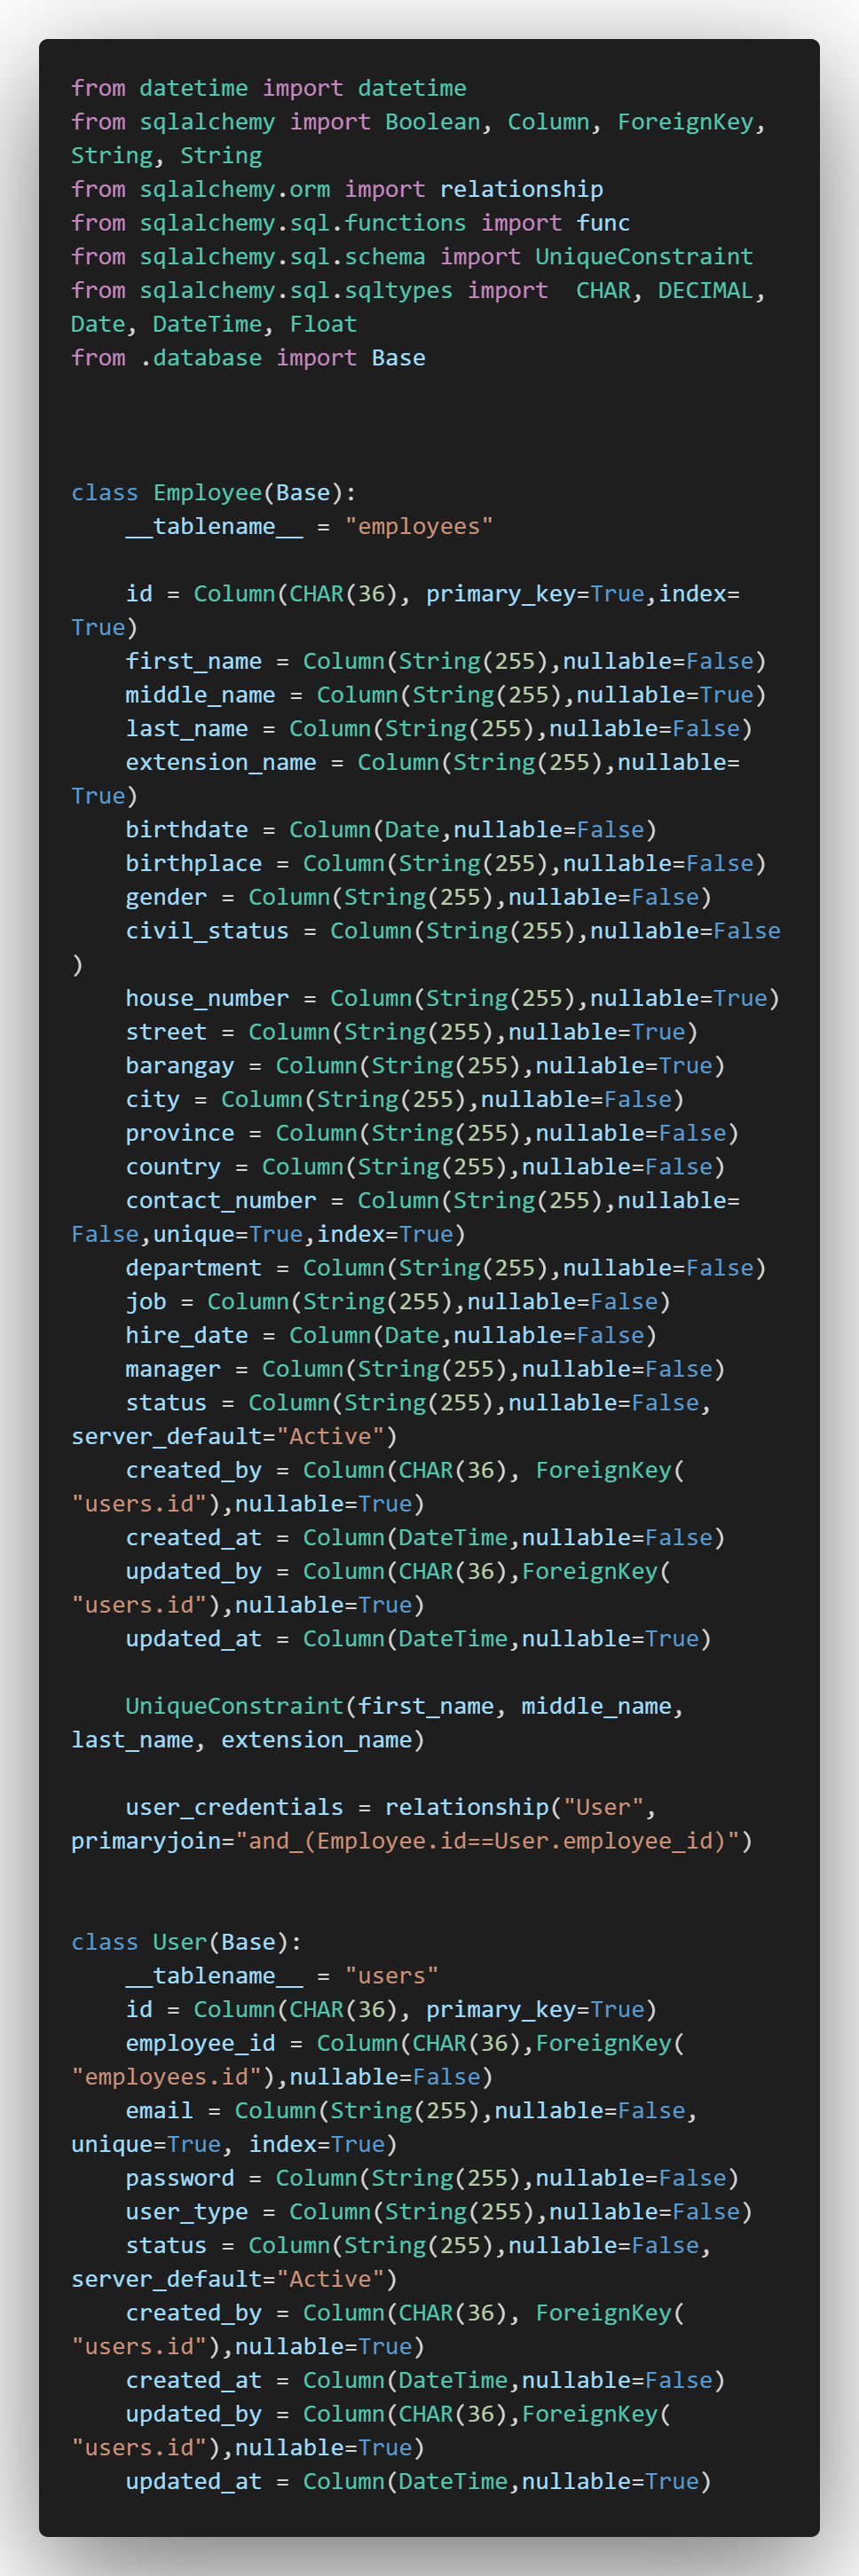 from datetime import datetime
from sqlalchemy import Boolean, Column, ForeignKey,
String, String
from sqlalchemy.orm import relationship
from sqlalchemy.sql.functions import func
from sqlalchemy.sql.schema import UniqueConstraint
from sqlalchemy.sql.sqltypes import  CHAR, DECIMAL,
Date, DateTime, Float
from .database import Base

class Employee(Base):
    __tablename__ = "employees"

    id = Column(CHAR(36), primary_key=True,index=
True)
    first_name = Column(String(255),nullable=False)
    middle_name = Column(String(255),nullable=True)
    last_name = Column(String(255),nullable=False)
    extension_name = Column(String(255),nullable=
True)
    birthdate = Column(Date,nullable=False)
    birthplace = Column(String(255),nullable=False)
    gender = Column(String(255),nullable=False)
    civil_status = Column(String(255),nullable=False
)
    house_number = Column(String(255),nullable=True)
    street = Column(String(255),nullable=True)
    barangay = Column(String(255),nullable=True)
    city = Column(String(255),nullable=False)
    province = Column(String(255),nullable=False)
    country = Column(String(255),nullable=False)
    contact_number = Column(String(255),nullable=
False,unique=True,index=True)
    department = Column(String(255),nullable=False)
    job = Column(String(255),nullable=False)
    hire_date = Column(Date,nullable=False)
    manager = Column(String(255),nullable=False)
    status = Column(String(255),nullable=False,
server_default="Active")
    created_by = Column(CHAR(36), ForeignKey(
"users.id"),nullable=True)
    created_at = Column(DateTime,nullable=False)
    updated_by = Column(CHAR(36),ForeignKey(
"users.id"),nullable=True)
    updated_at = Column(DateTime,nullable=True)

    UniqueConstraint(first_name, middle_name,
last_name, extension_name)

    user_credentials = relationship("User",
primaryjoin="and_(Employee.id==User.employee_id)")

class User(Base):
    __tablename__ = "users"
    id = Column(CHAR(36), primary_key=True)
    employee_id = Column(CHAR(36),ForeignKey(
"employees.id"),nullable=False)
    email = Column(String(255),nullable=False,
unique=True, index=True)
    password = Column(String(255),nullable=False)
    user_type = Column(String(255),nullable=False)
    status = Column(String(255),nullable=False,
server_default="Active")
    created_by = Column(CHAR(36), ForeignKey(
"users.id"),nullable=True)
    created_at = Column(DateTime,nullable=False)
    updated_by = Column(CHAR(36),ForeignKey(
"users.id"),nullable=True)
    updated_at = Column(DateTime,nullable=True)